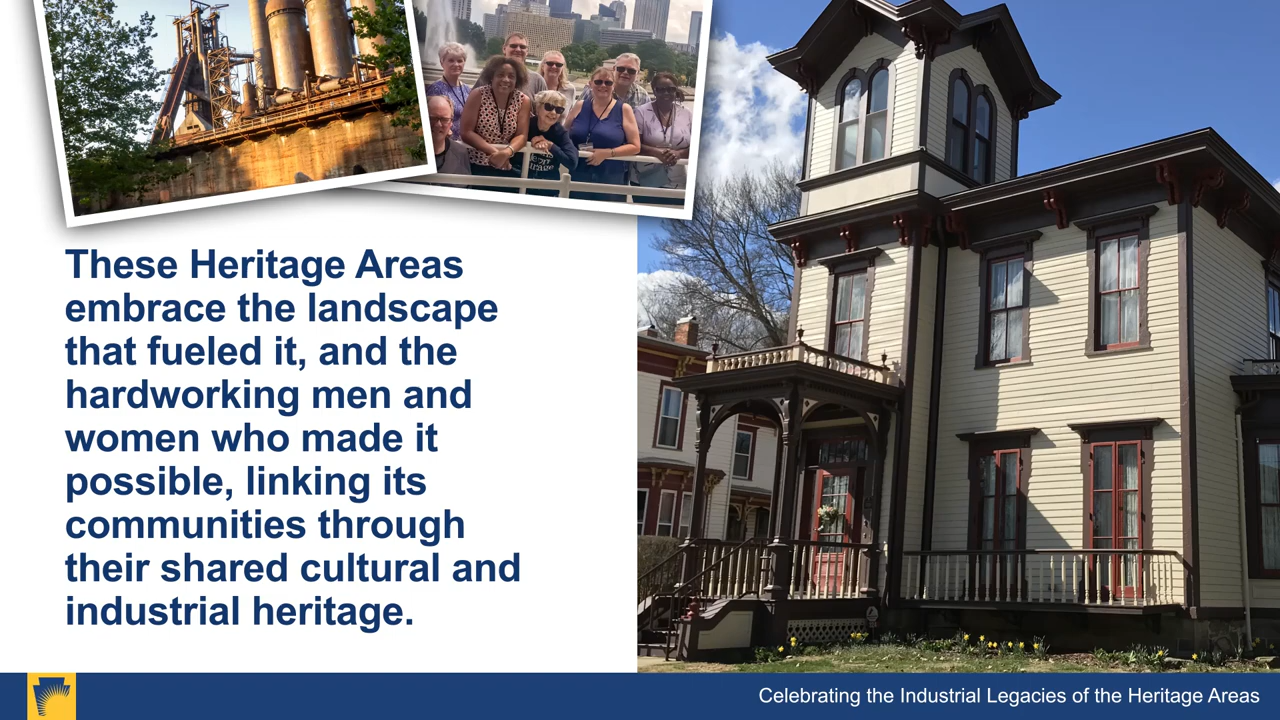 These Heritage Areas
embrace the landscape
that fueled it, and the
hardworking men and
women who made it
possible, linking its
communities through
their shared cultural and
industrial heritage.
Celebrating the Industrial Legacies of the Heritage Areas